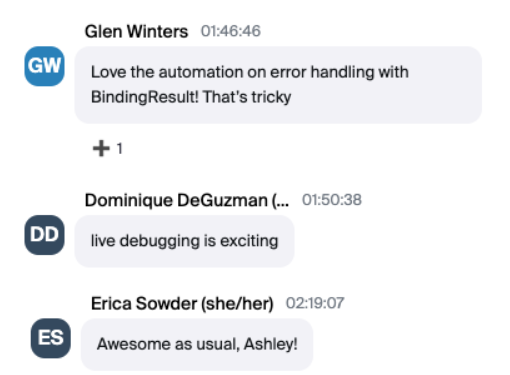 Glen Winters 01:46:46
GW
Love the automation on error handling with
BindingResult! That's tricky
➕ 1
Dominique DeGuzman (... 01:50:38
DD
live debugging is exciting
Erica Sowder (she/her) 02:19:07
ES
Awesome as usual, Ashley!